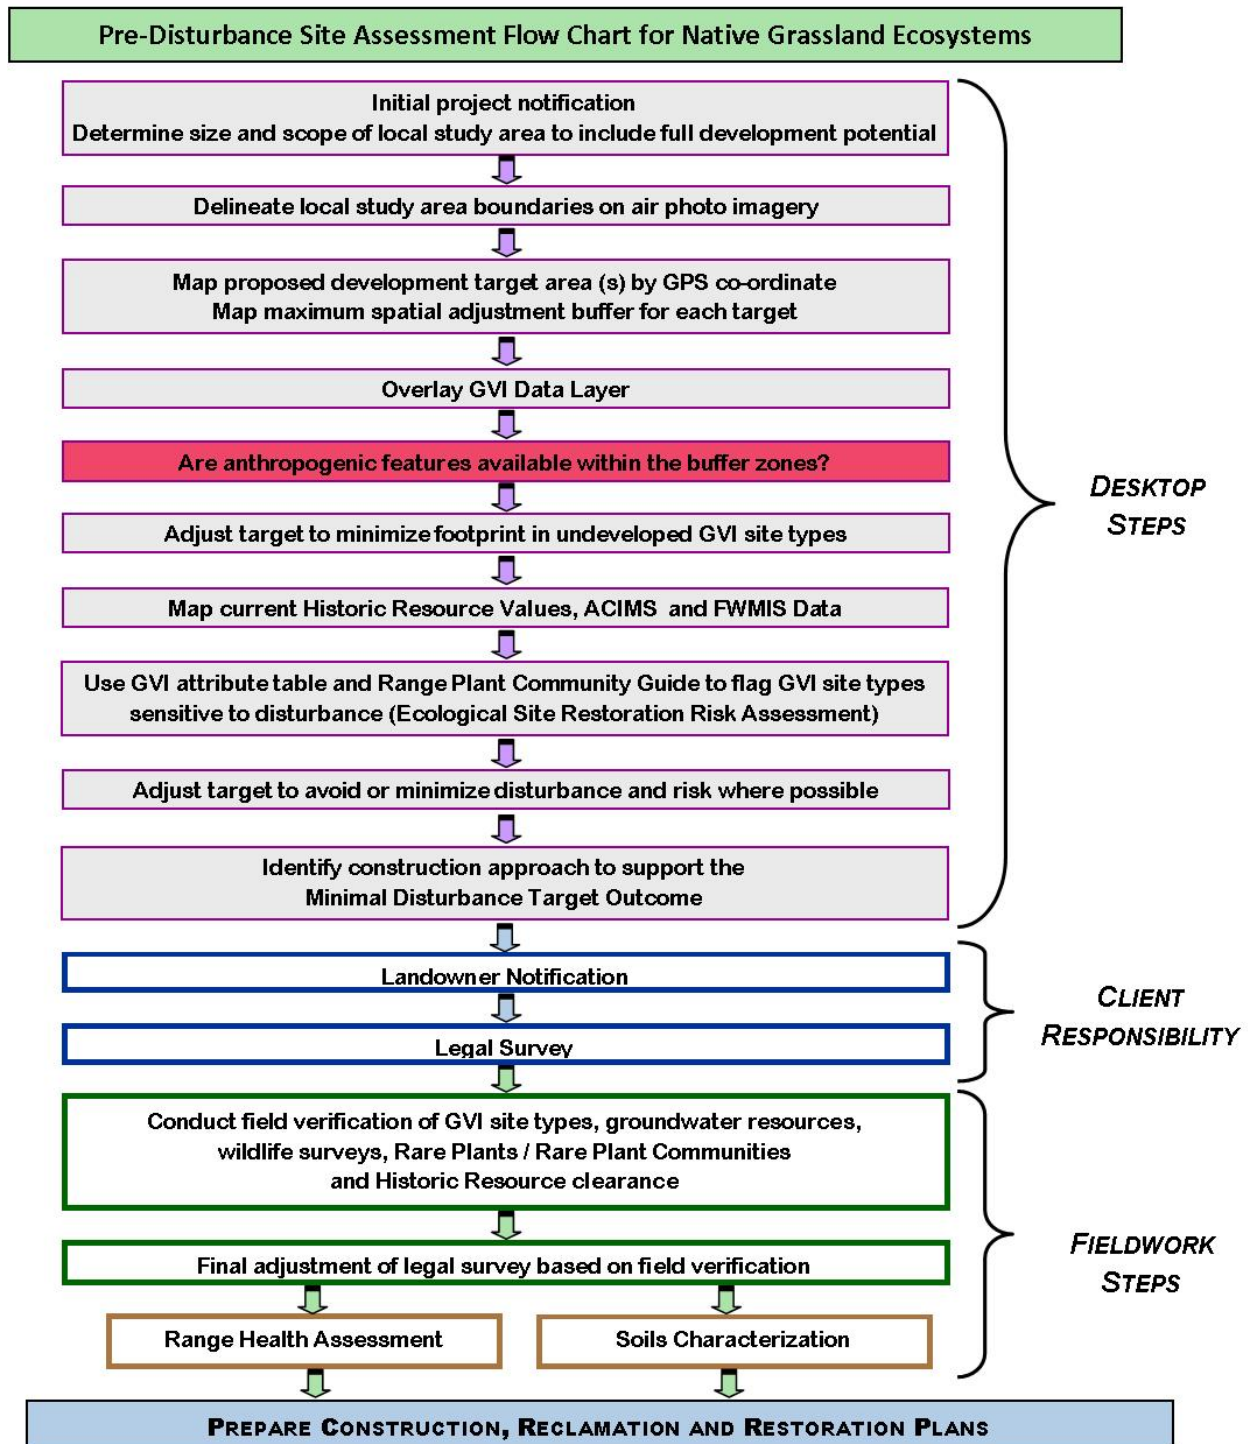 Pre-Disturbance Site Assessment Flow Chart for Native Grassland Ecosystems
Initial project notification
Determine size and scope of local study area to include full development potential
Delineate local study area boundaries on air photo imagery
Map proposed development target area (s) by GPS co-ordinate
Map maximum spatial adjustment buffer for each target
Overlay GVI Data Layer
Are anthropogenic features available within the buffer zones?
Adjust target to minimize footprint in undeveloped GVI site types
Map current Historic Resource Values, ACIMS and FWMIS Data
Use GVI attribute table and Range Plant Community Guide to flag GVI site types
sensitive to disturbance (Ecological Site Restoration Risk Assessment)
Adjust target to avoid or minimize disturbance and risk where possible
Identify construction approach to support the
Minimal Disturbance Target Outcome
DESKTOP
STEPS
Landowner Notification
Legal Survey
CLIENT
RESPONSIBILITY
Conduct field verification of GVI site types, groundwater resources,
wildlife surveys, Rare Plants / Rare Plant Communities
and Historic Resource clearance
Final adjustment of legal survey based on field verification
Range Health Assessment
Soils Characterization
FIELDWORK
STEPS
PREPARE CONSTRUCTION, RECLAMATION AND RESTORATION PLANS